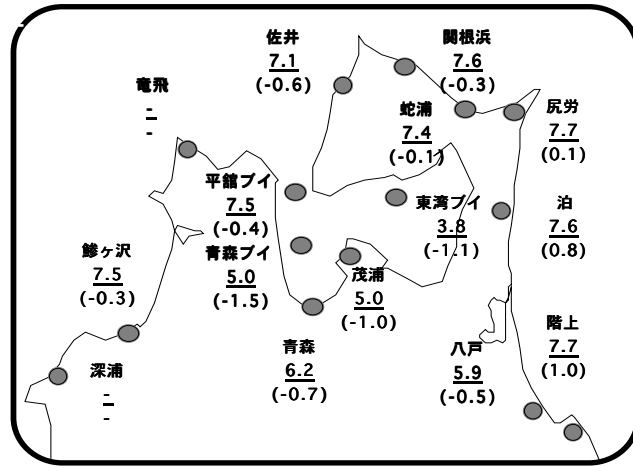 佐井
7.1
(-0.6)
関根浜
7.6
(-0.3)
竜飛
-
-
蛇浦
7.4
(-0.1)
尻労
7.7
(0.1)
平舘ブイ
7.5
(-0.4)
東湾ブイ
3.8
(-1.1)
泊
7.6
(0.8)
鯵ヶ沢
7.5
(-0.3)
青森ブイ
5.0
(-1.5)
茂浦
5.0
(-1.0)
青森
6.2
(-0.7)
八戸
5.9
(-0.5)
階上
7.7
(1.0)
深浦
-
-